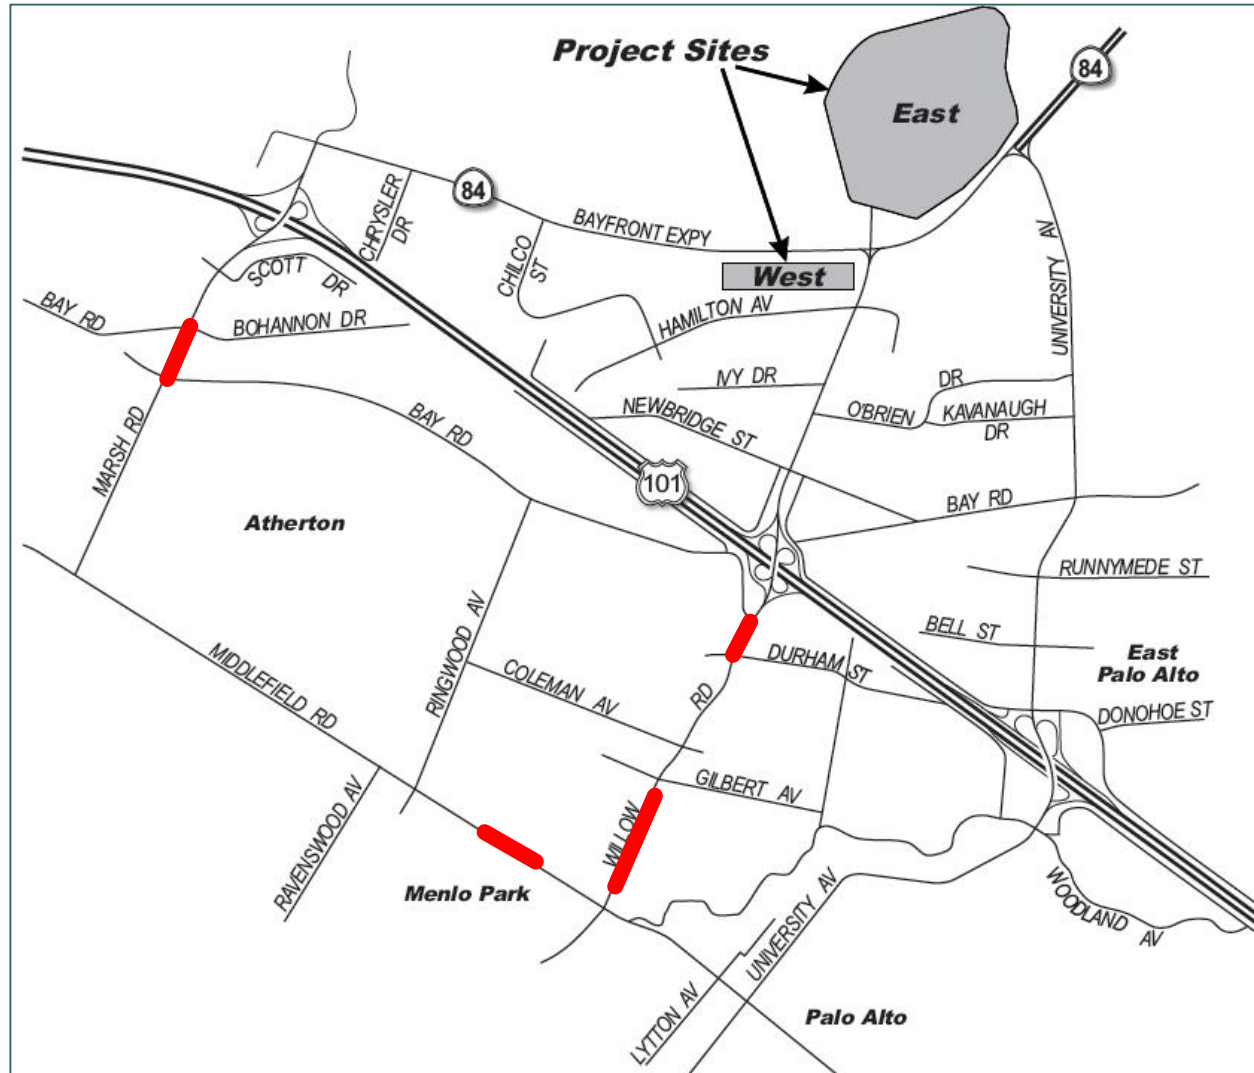 Project Sites
East
84
84
CHRYSLER
DR
BAYFRONT EXPY
UNIVERSITY AV
SCOTT DR
CHILCO
ST
West
BAY RD
BOHANNON DR
HAMILTON AV
IVY DR
DR
NEWBRIDGE ST
O'BRIEN
KAVANAUGH
DR
BAY RD
MARSH RD
101
BAY RD
Atherton
RUNNYMEDE ST
RINGWOOD AV
BELL ST
East
Palo Alto
MIDDLEFIELD RD
COLEMAN AV
RD
DURHAM ST
DONOHOE ST
RAVENSWOOD AV
GILBERT AV
WILLOW
Menlo Park
WOODLAND AV
UNIVERSITY AV
LYTTON AV
Palo Alto